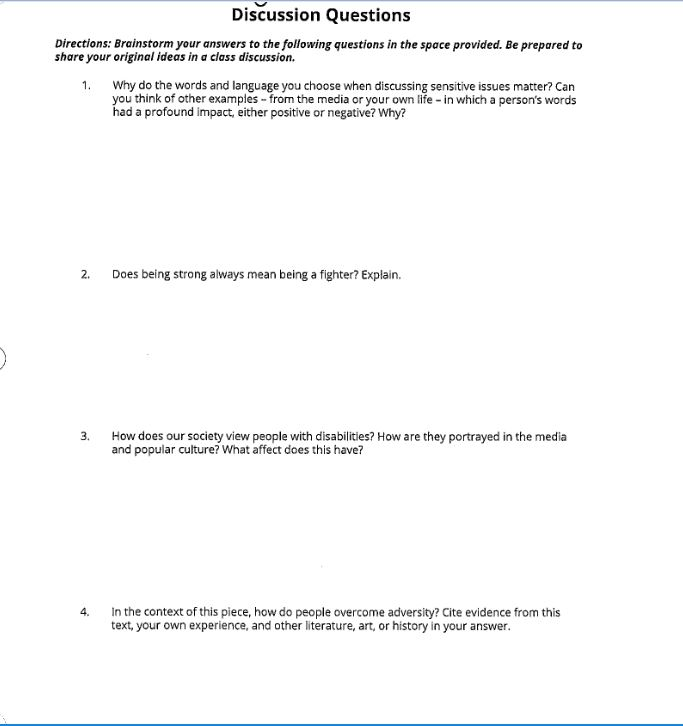 Discussion Questions
Directions: Brainstorm your answers to the following questions in the space provided. Be prepared to
share your original ideas in a class discussion.
1. Why do the words and language you choose when discussing sensitive issues matter? Can
you think of other examples – from the media or your own life – in which a person's words
had a profound impact, either positive or negative? Why?
2. Does being strong always mean being a fighter? Explain.
3. How does our society view people with disabilities? How are they portrayed in the media
and popular culture? What affect does this have?
4. In the context of this piece, how do people overcome adversity? Cite evidence from this
text, your own experience, and other literature, art, or history in your answer.